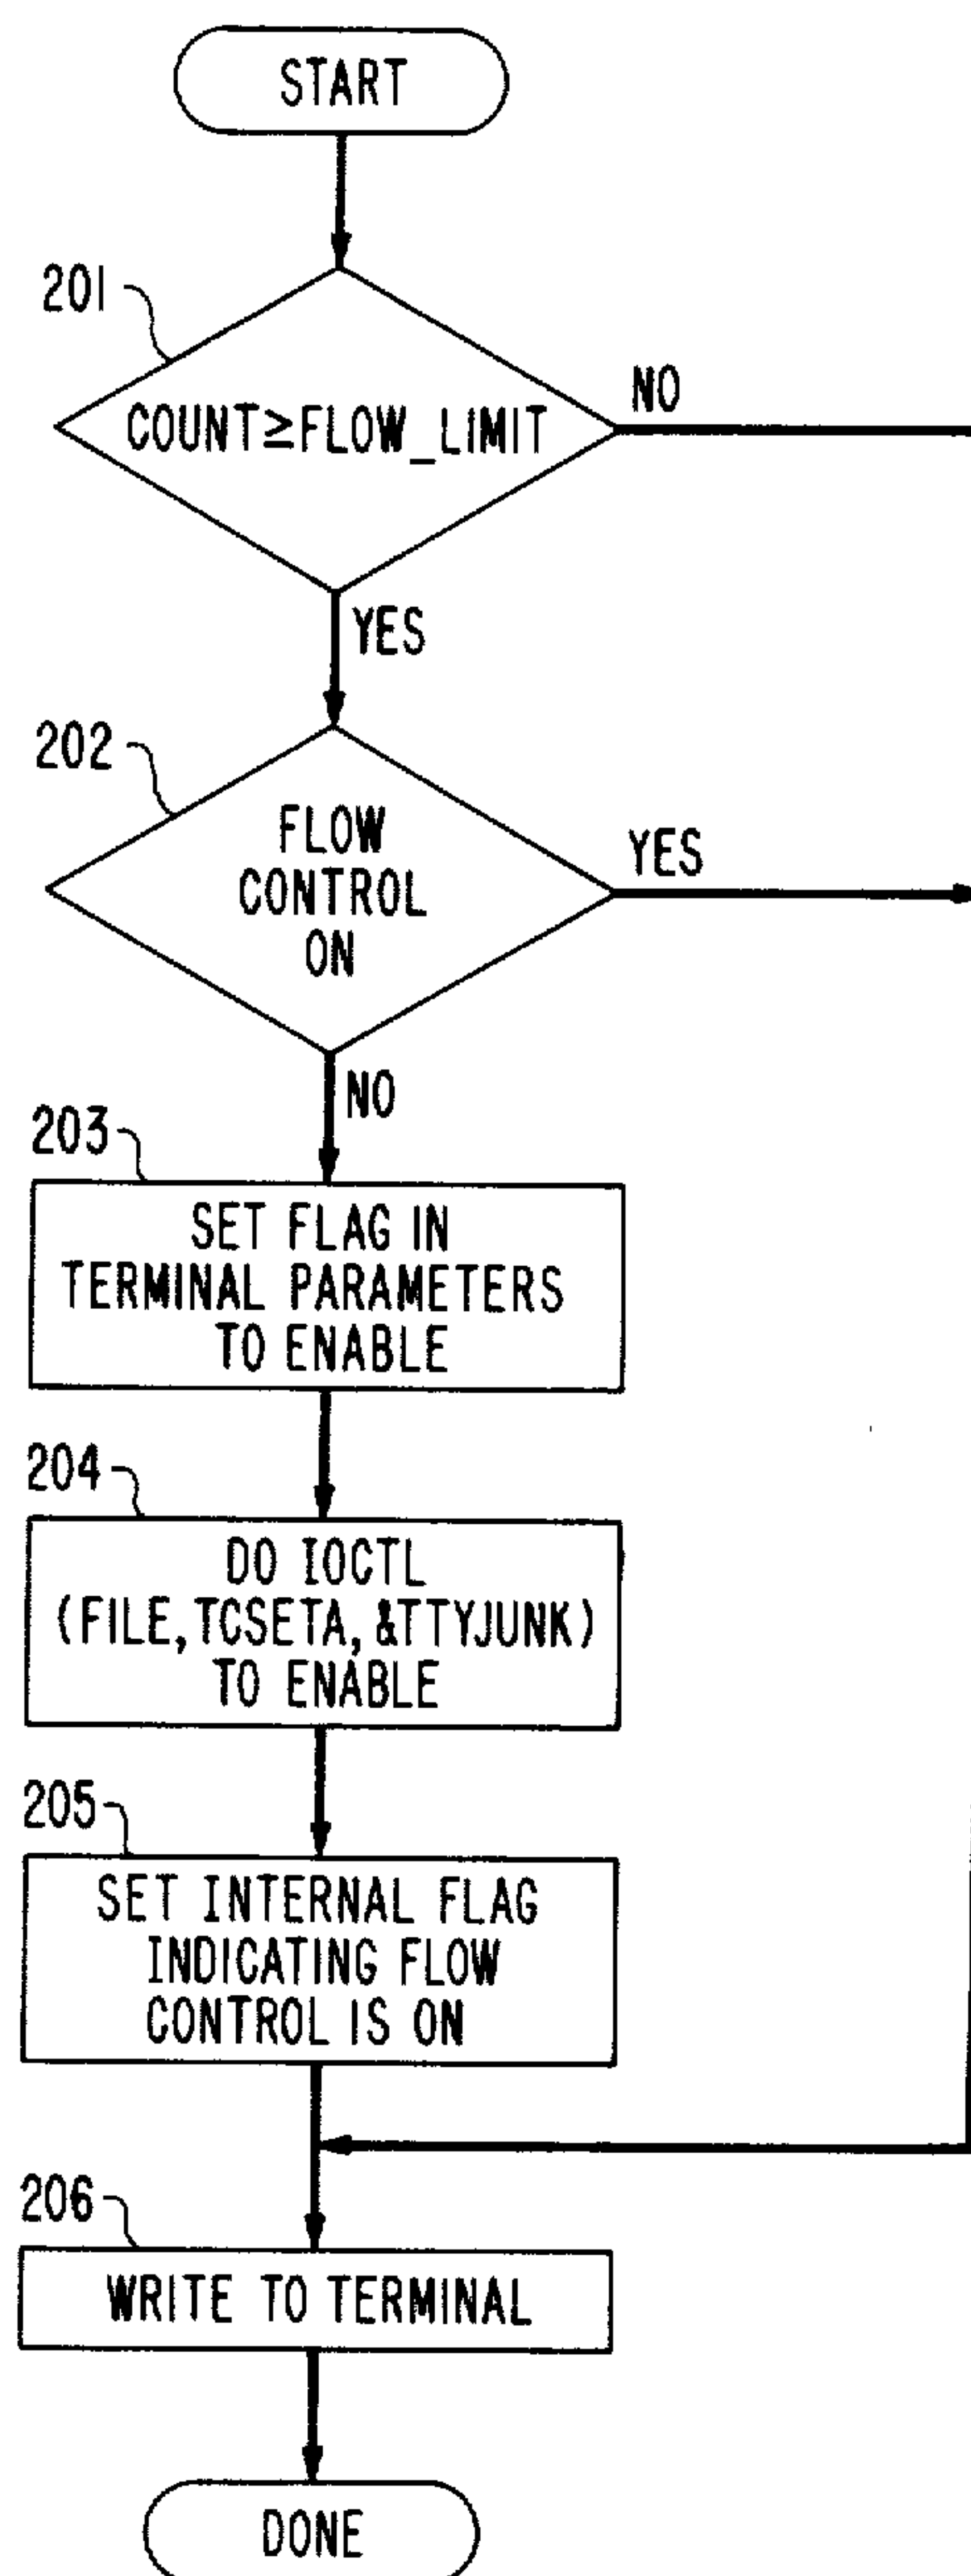 START
201
COUNT≥FLOW_LIMIT
NO
YES
202
FLOW
CONTROL
ON
YES
NO
203
SET FLAG IN
TERMINAL PARAMETERS
TO ENABLE
204
DO IOCTL
(FILE,TCSETA,&TTYJUNK)
TO ENABLE
205
SET INTERNAL FLAG
INDICATING FLOW
CONTROL IS ON
206
WRITE TO TERMINAL
DONE